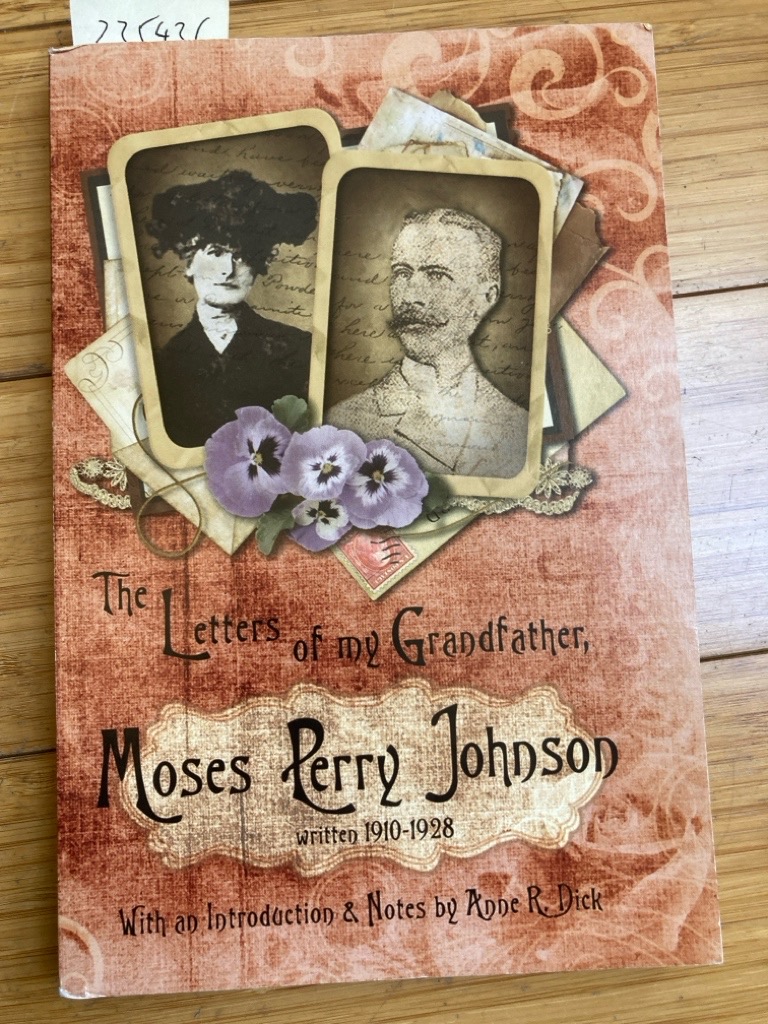 The Letters of my Grandfather,
Moses Perry Johnson
written 1910-1928
With an Introduction & Notes by Anne R. Dick